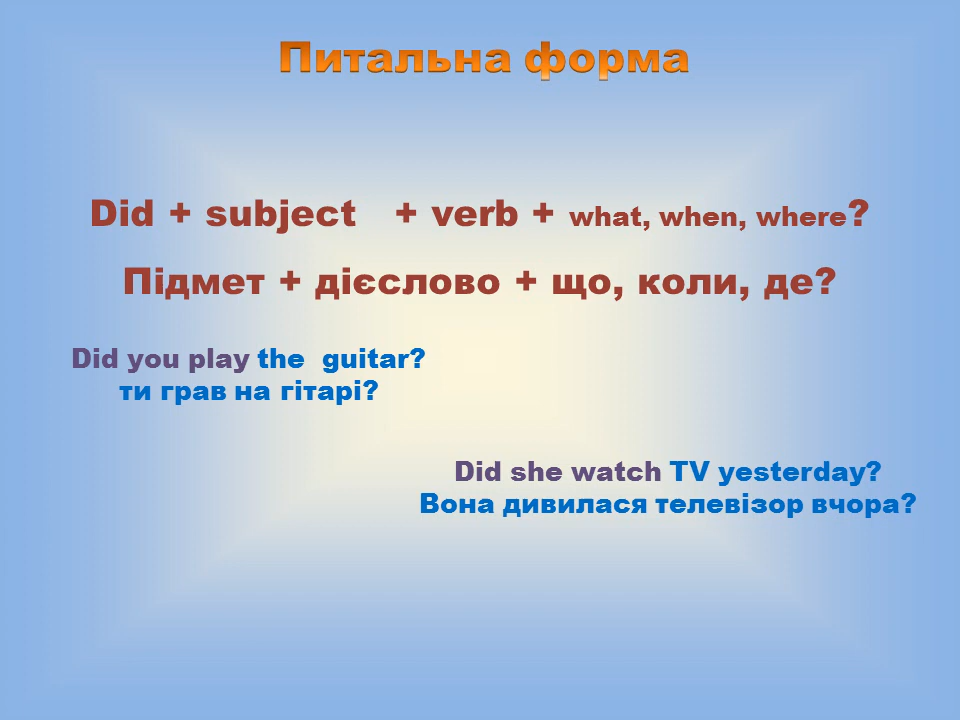 Питальна форма
Did + subject + verb + what, when, where?
Підмет + дієслово + що, коли, де?
Did you play the guitar?
ти грав на гітарі?
Did she watch TV yesterday?
Вона дивилася телевізор вчора?